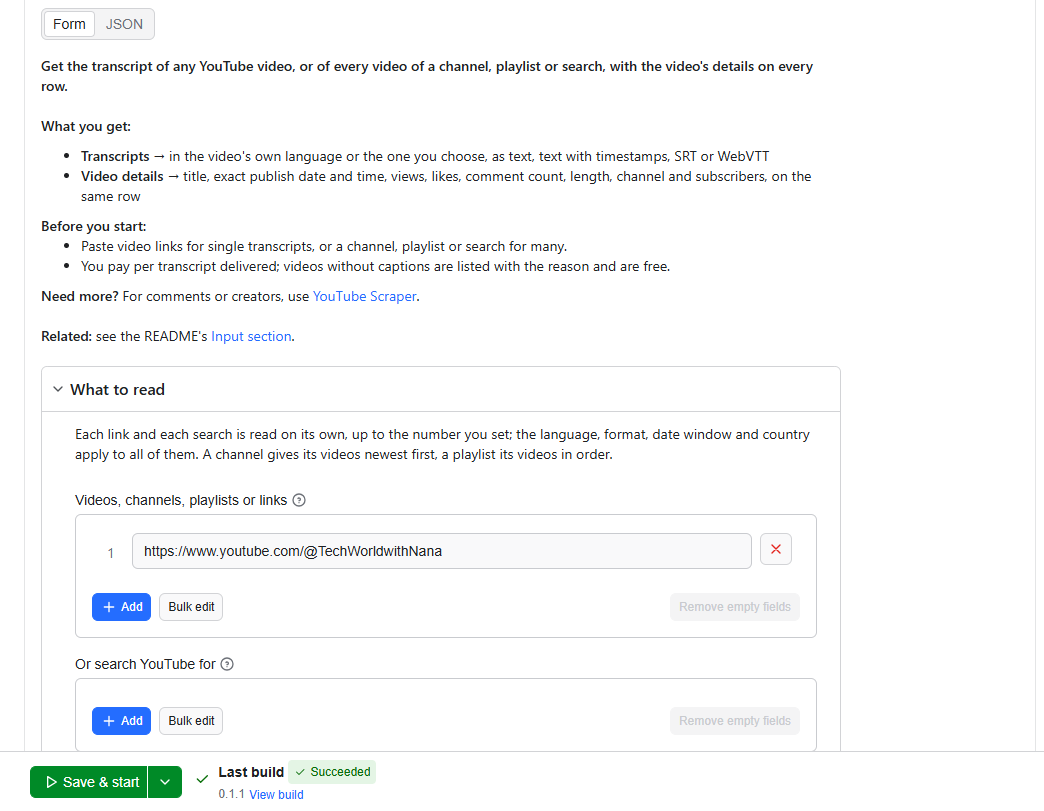 Form JSON
Get the transcript of any YouTube video, or of every video of a channel, playlist or search, with the video's details on every
row.
What you get:
• Transcripts → in the video's own language or the one you choose, as text, text with timestamps, SRT or WebVTT
• Video details → title, exact publish date and time, views, likes, comment count, length, channel and subscribers, on the
same row
Before you start:
• Paste video links for single transcripts, or a channel, playlist or search for many.
• You pay per transcript delivered; videos without captions are listed with the reason and are free.
Need more? For comments or creators, use YouTube Scraper.
Related: see the README's Input section.
What to read
Each link and each search is read on its own, up to the number you set; the language, format, date window and country
apply to all of them. A channel gives its videos newest first, a playlist its videos in order.
Videos, channels, playlists or links ?
1 https://www.youtube.com/@TechWorldwithNana
+ Add Bulk edit Remove empty fields
Or search YouTube for ?
+ Add Bulk edit Remove empty fields
Save & start Last build Succeeded
0.1.1 View build